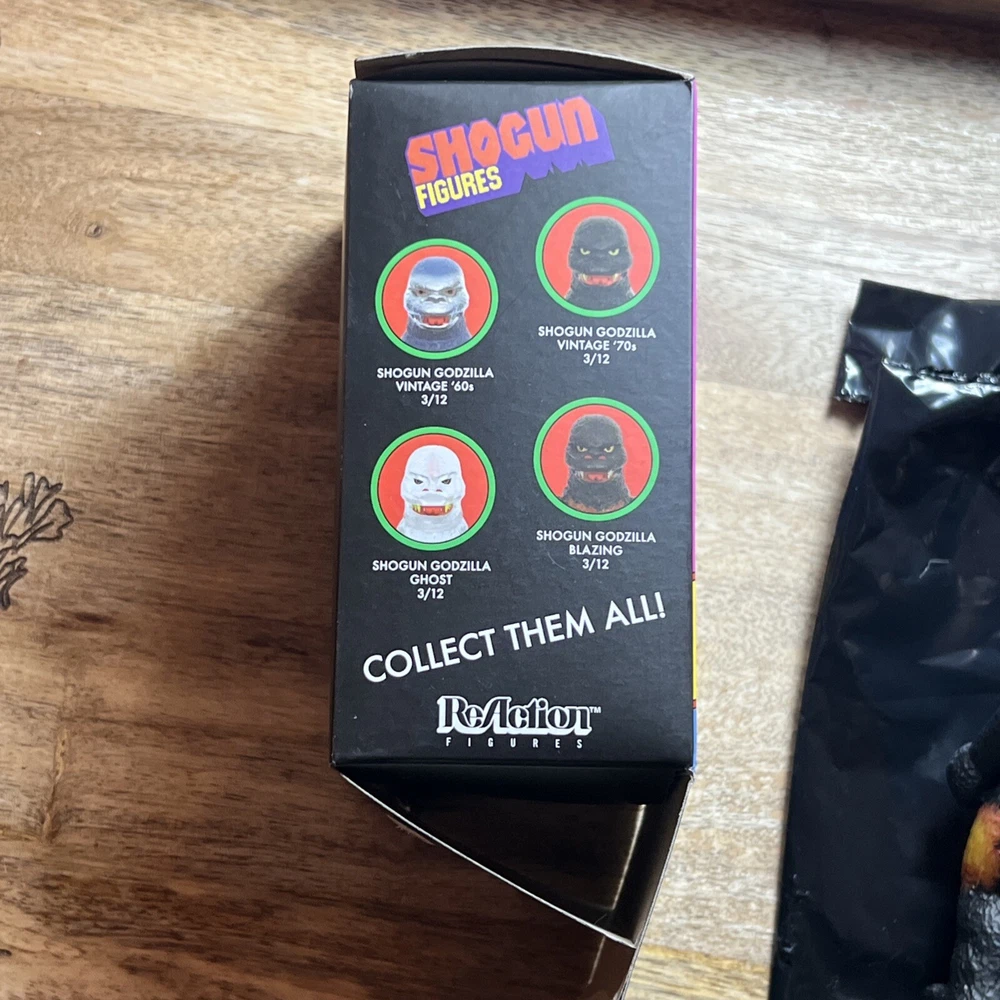 SHOGUN
FIGURES
SHOGUN GODZILLA
VINTAGE '60s
3/12
SHOGUN GODZILLA
VINTAGE '70s
3/12
SHOGUN GODZILLA
GHOST
3/12
SHOGUN GODZILLA
BLAZING
3/12
COLLECT THEM ALL!
ReAction™
FIGURES